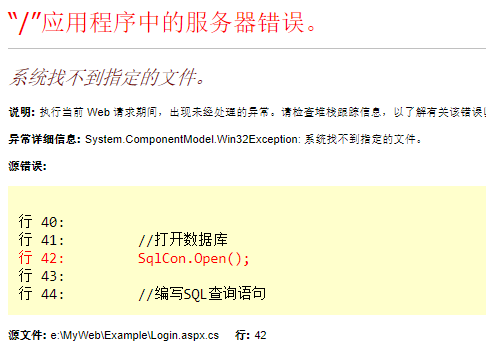 “/”应用程序中的服务器错误。
系统找不到指定的文件。
说明: 执行当前 Web 请求期间，出现未经处理的异常。请检查堆栈跟踪信息，以了解有关该错误以
异常详细信息: System.ComponentModel.Win32Exception: 系统找不到指定的文件。
源错误:
行 40:
行 41:         //打开数据库
行 42:         SqlCon.Open();
行 43:
行 44:         //编写SQL查询语句
源文件: e:\MyWeb\Example\Login.aspx.cs    行: 42